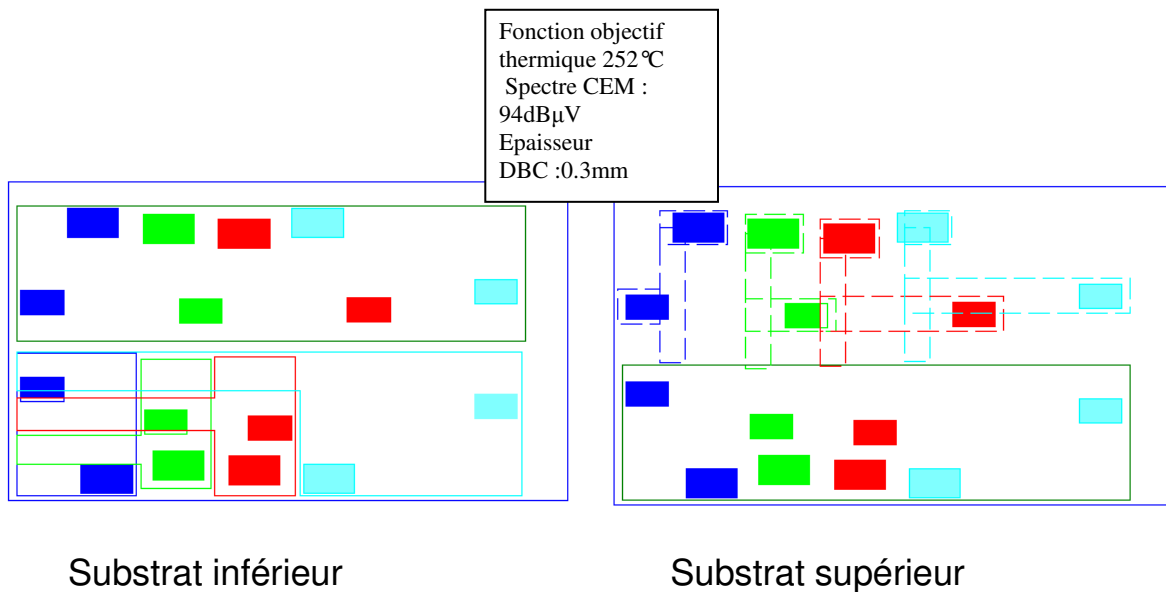 Fonction objectif
thermique 252°C
Spectre CEM :
94dBµV
Epaisseur
DBC :0.3mm
Substrat inférieur
Substrat supérieur